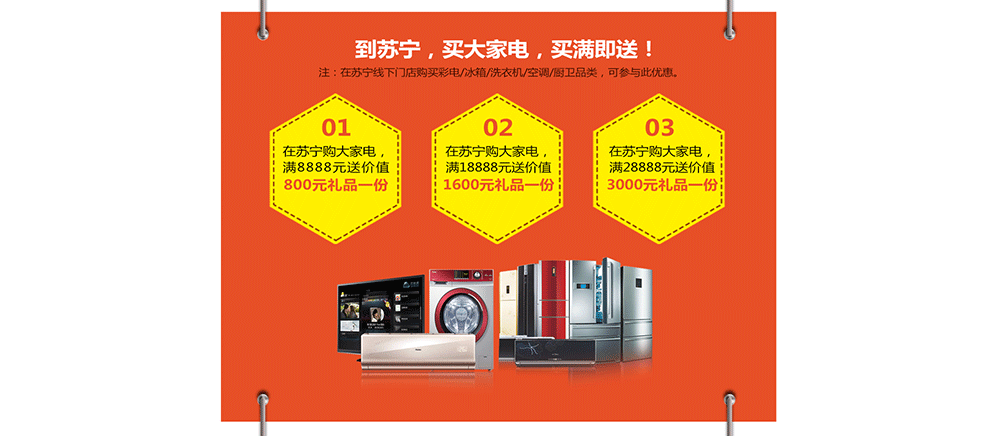 到苏宁，买大家电，买满即送！
注：在苏宁线下门店购买彩电/冰箱/洗衣机/空调/厨卫品类，可参与此优惠。
01
在苏宁购大家电，
满8888元送价值
800元礼品一份
02
在苏宁购大家电，
满18888元送价值
1600元礼品一份
03
在苏宁购大家电，
满28888元送价值
3000元礼品一份